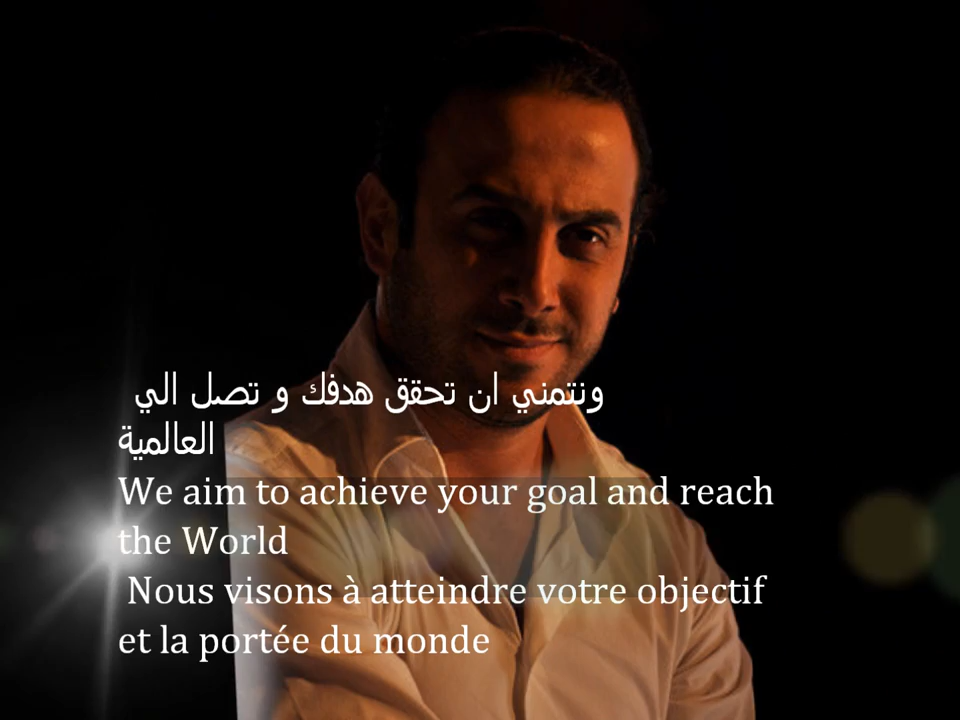 ونتمني ان تحقق هدفك و تصل الي
العالمية
We aim to achieve your goal and reach
the World
Nous visons à atteindre votre objectif
et la portée du monde